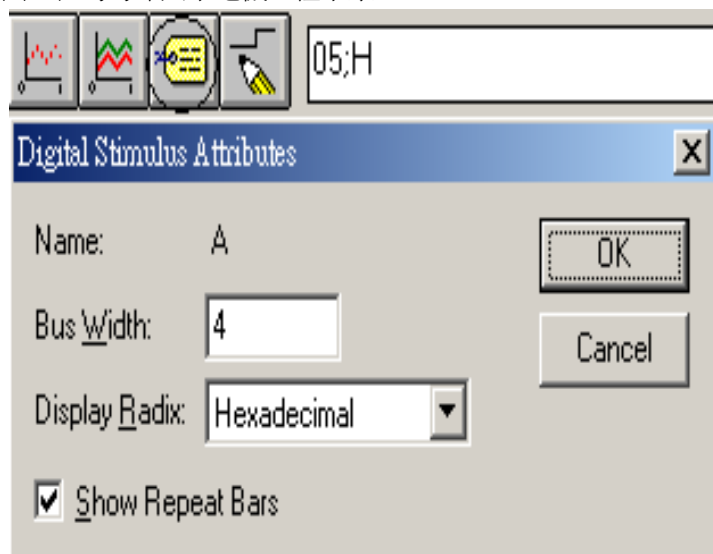 05;H
Digital Stimulus Attributes
Name: A
OK
Bus Width: 4
Cancel
Display Radix: Hexadecimal
Show Repeat Bars